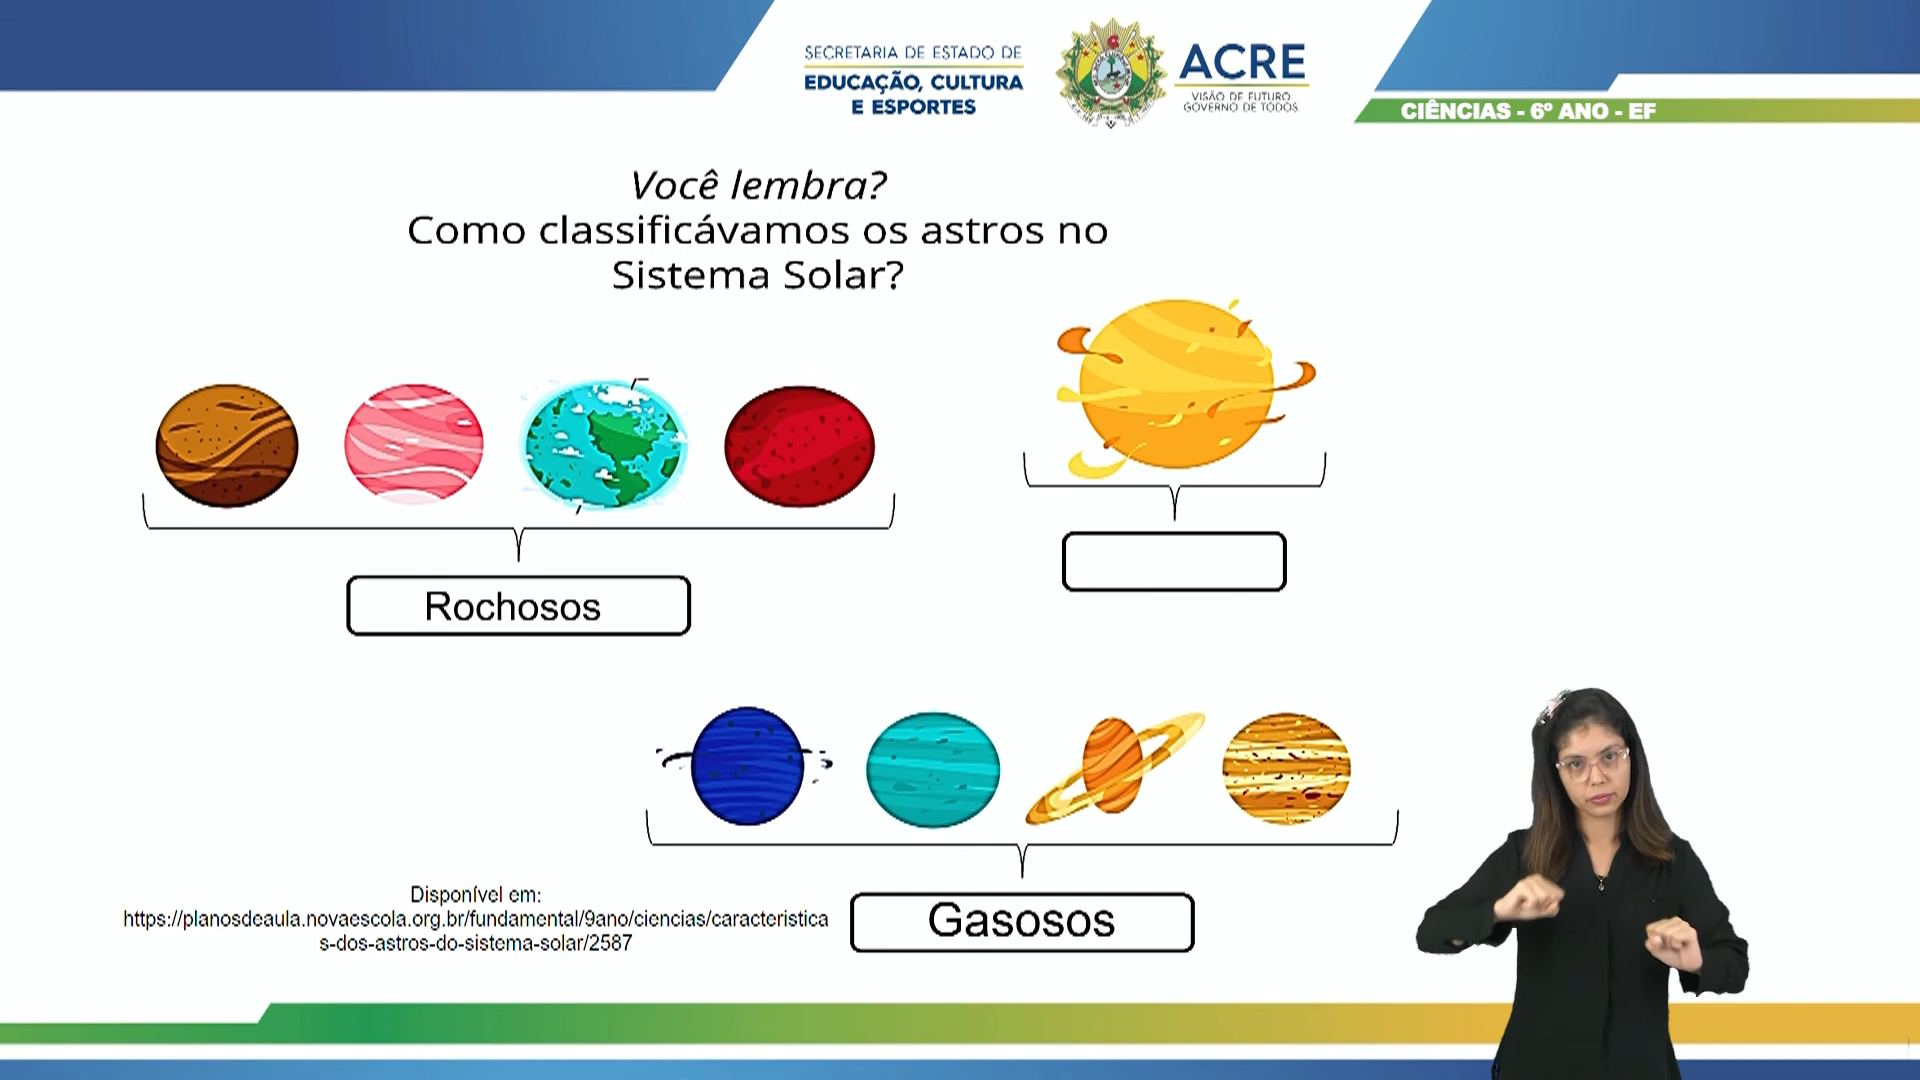 SECRETARIA DE ESTADO DE
EDUCAÇÃO, CULTURA
E ESPORTES
ACRE
VISÃO DE FUTURO
GOVERNO DE TODOS
CIÊNCIAS - 6º ANO - EF
Você lembra?
Como classificávamos os astros no
Sistema Solar?
Rochosos
Gasosos
Disponível em:
https://planosdeaula.novaescola.org.br/fundamental/9ano/ciencias/caracteristica
s-dos-astros-do-sistema-solar/2587